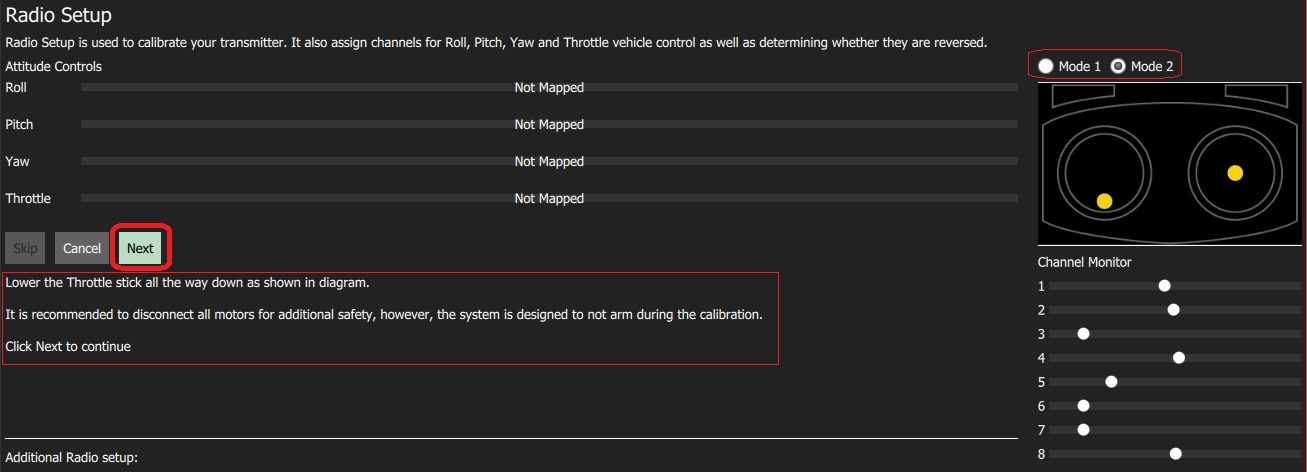 Radio Setup
Radio Setup is used to calibrate your transmitter. It also assign channels for Roll, Pitch, Yaw and Throttle vehicle control as well as determining whether they are reversed.
Attitude Controls
Roll Not Mapped
Pitch Not Mapped
Yaw Not Mapped
Throttle Not Mapped
Skip Cancel Next
Lower the Throttle stick all the way down as shown in diagram.
It is recommended to disconnect all motors for additional safety, however, the system is designed to not arm during the calibration.
Click Next to continue
Additional Radio setup:
Mode 1 Mode 2
Channel Monitor
1
2
3
4
5
6
7
8